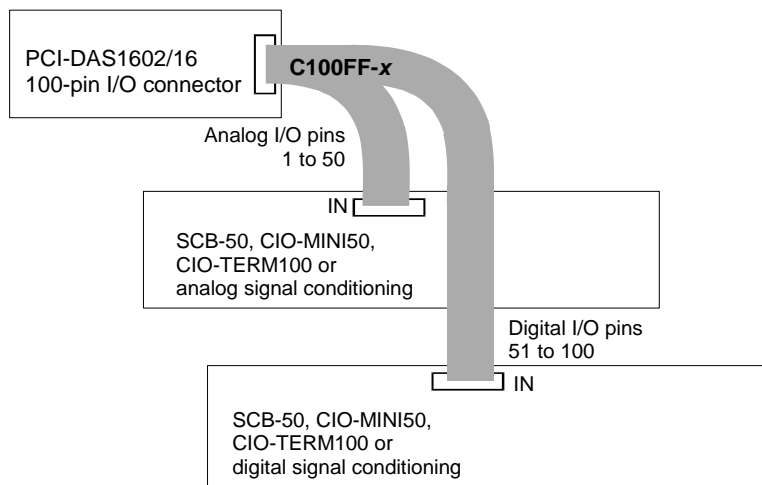 PCI-DAS1602/16
100-pin I/O connector
C100FF-x
Analog I/O pins
1 to 50
IN
SCB-50, CIO-MINI50,
CIO-TERM100 or
analog signal conditioning
Digital I/O pins
51 to 100
IN
SCB-50, CIO-MINI50,
CIO-TERM100 or
digital signal conditioning